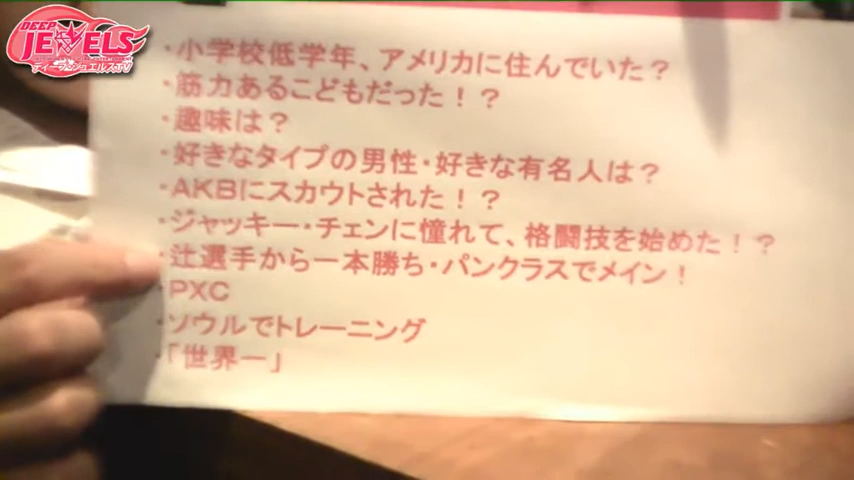 DEEP
JEWELS
ディープジュエルズTV
・小学校低学年、アメリカに住んでいた？
・筋力あるこどもだった！？
・趣味は？
・好きなタイプの男性・好きな有名人は？
・AKBにスカウトされた！？
・ジャッキー・チェンに憧れて、格闘技を始めた！？
・辻選手から一本勝ち・パンクラスでメイン！
・PXC
・ソウルでトレーニング
・「世界一」